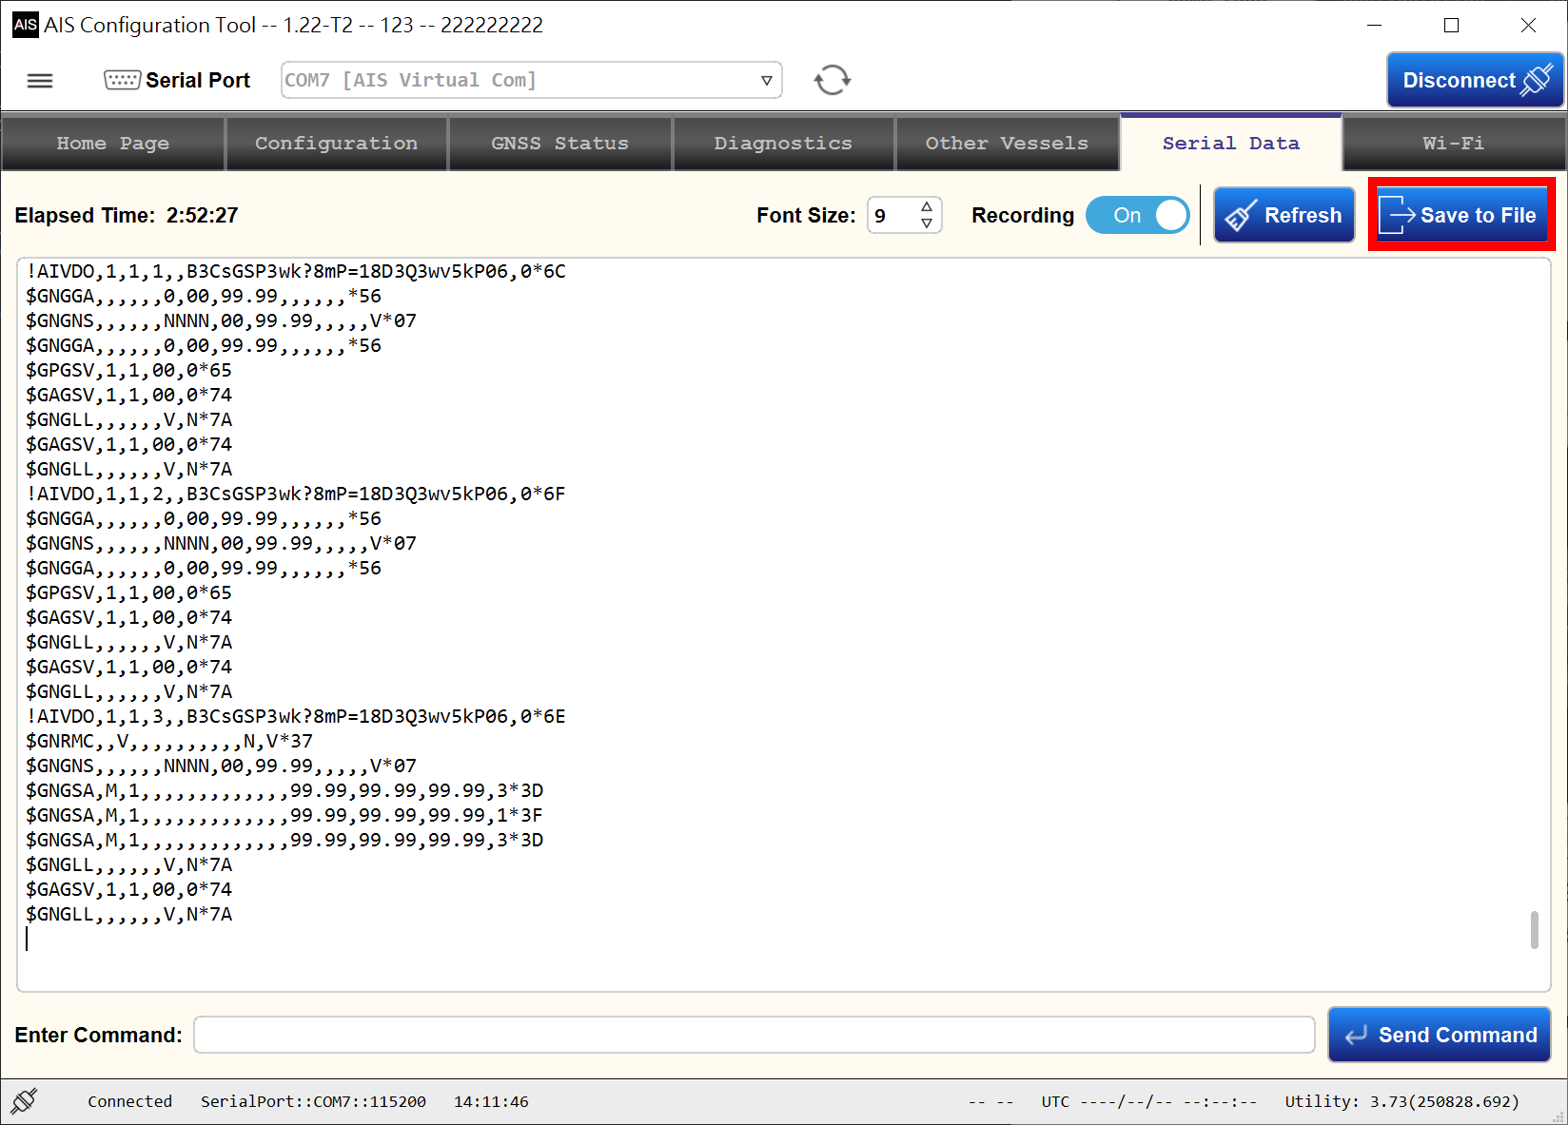 AIS AIS Configuration Tool -- 1.22-T2 -- 123 -- 222222222
Serial Port COM7 [AIS Virtual Com] Disconnect
Home Page Configuration GNSS Status Diagnostics Other Vessels Serial Data Wi-Fi
Elapsed Time: 2:52:27 Font Size: 9 Recording On Refresh Save to File
!AIVDO,1,1,1,,B3CsGSP3wk?8mP=18D3Q3wv5kP06,0*6C
$GNGGA,,,,,,0,00,99.99,,,,,,*56
$GNGNS,,,,,,NNNN,00,99.99,,,,,V*07
$GNGGA,,,,,,0,00,99.99,,,,,,*56
$GPGSV,1,1,00,0*65
$GAGSV,1,1,00,0*74
$GNGLL,,,,,,V,N*7A
$GAGSV,1,1,00,0*74
$GNGLL,,,,,,V,N*7A
!AIVDO,1,1,2,,B3CsGSP3wk?8mP=18D3Q3wv5kP06,0*6F
$GNGGA,,,,,,0,00,99.99,,,,,,*56
$GNGNS,,,,,,NNNN,00,99.99,,,,,V*07
$GNGGA,,,,,,0,00,99.99,,,,,,*56
$GPGSV,1,1,00,0*65
$GAGSV,1,1,00,0*74
$GNGLL,,,,,,V,N*7A
$GAGSV,1,1,00,0*74
$GNGLL,,,,,,V,N*7A
!AIVDO,1,1,3,,B3CsGSP3wk?8mP=18D3Q3wv5kP06,0*6E
$GNRMC,,V,,,,,,,,,,N,V*37
$GNGNS,,,,,,NNNN,00,99.99,,,,,V*07
$GNGSA,M,1,,,,,,,,,,,,,99.99,99.99,99.99,3*3D
$GNGSA,M,1,,,,,,,,,,,,,99.99,99.99,99.99,1*3F
$GNGSA,M,1,,,,,,,,,,,,,99.99,99.99,99.99,3*3D
$GNGLL,,,,,,V,N*7A
$GAGSV,1,1,00,0*74
$GNGLL,,,,,,V,N*7A
Enter Command: Send Command
Connected SerialPort::COM7::115200 14:11:46 -- -- UTC ----/--/-- --:--:-- Utility: 3.73(250828.692)